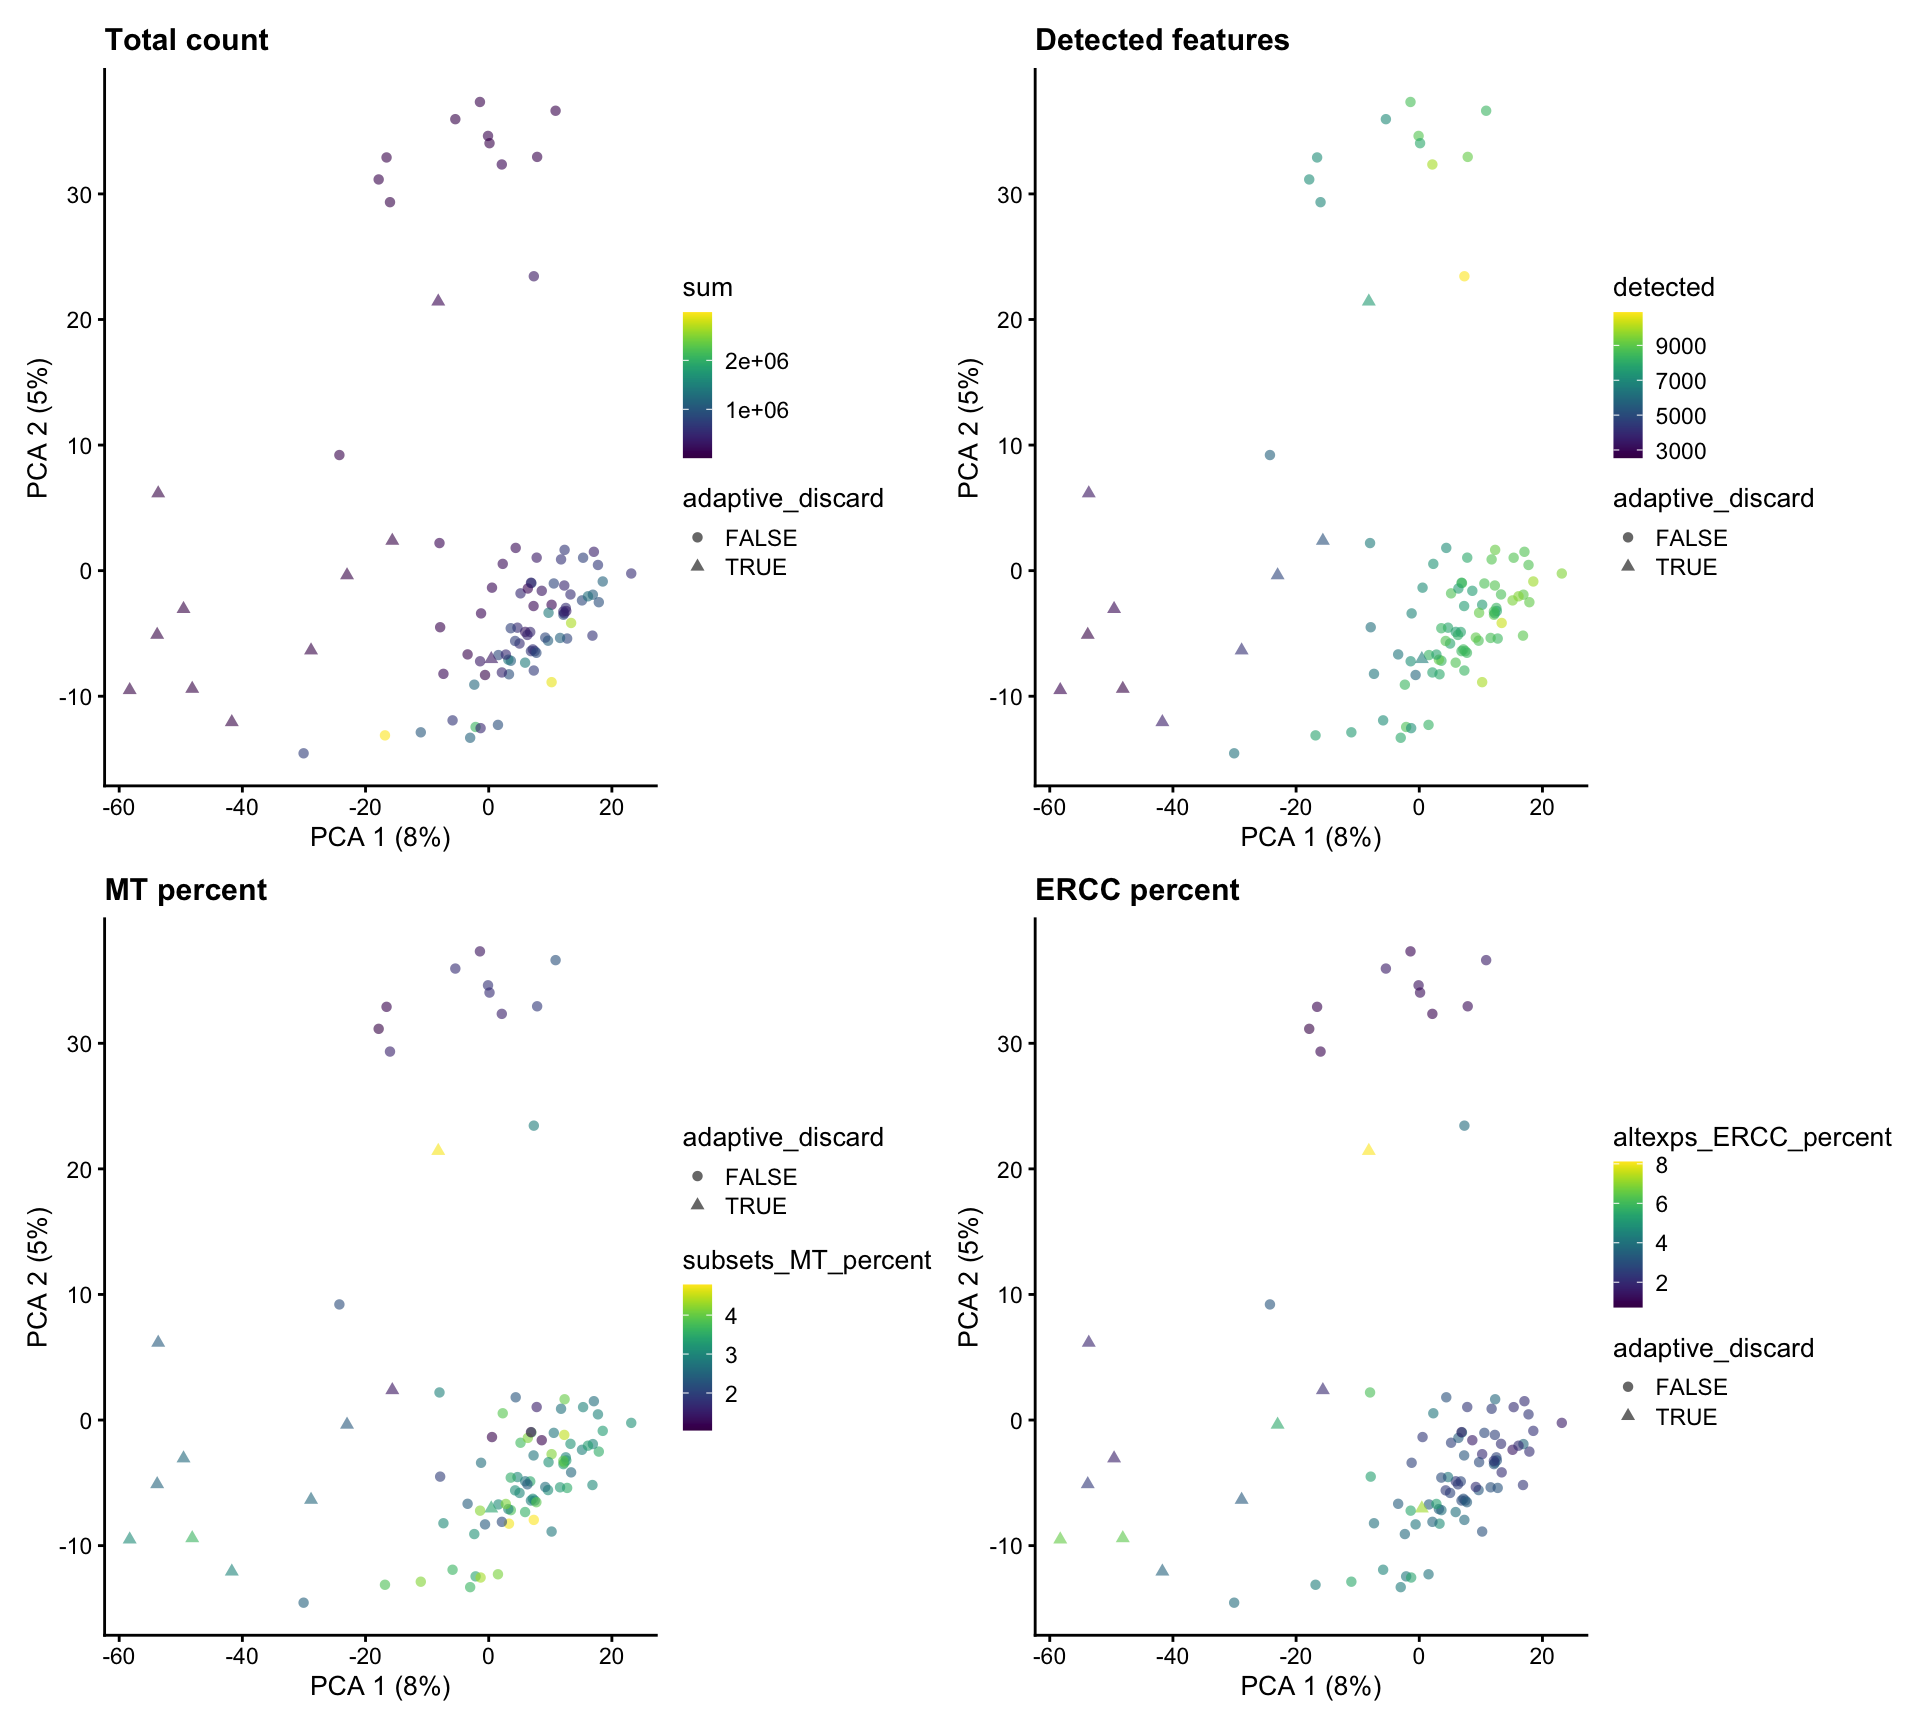 Total count
PCA 2 (5%)
30
20
10
0
-10
-60
-40
-20
0
20
PCA 1 (8%)
sum
2e+06
1e+06
adaptive_discard
FALSE
TRUE
Detected features
PCA 2 (5%)
30
20
10
0
-10
-60
-40
-20
0
20
PCA 1 (8%)
detected
9000
7000
5000
3000
adaptive_discard
FALSE
TRUE
MT percent
PCA 2 (5%)
30
20
10
0
-10
-60
-40
-20
0
20
PCA 1 (8%)
adaptive_discard
FALSE
TRUE
subsets_MT_percent
4
3
2
ERCC percent
PCA 2 (5%)
30
20
10
0
-10
-60
-40
-20
0
20
PCA 1 (8%)
altexps_ERCC_percent
8
6
4
2
adaptive_discard
FALSE
TRUE